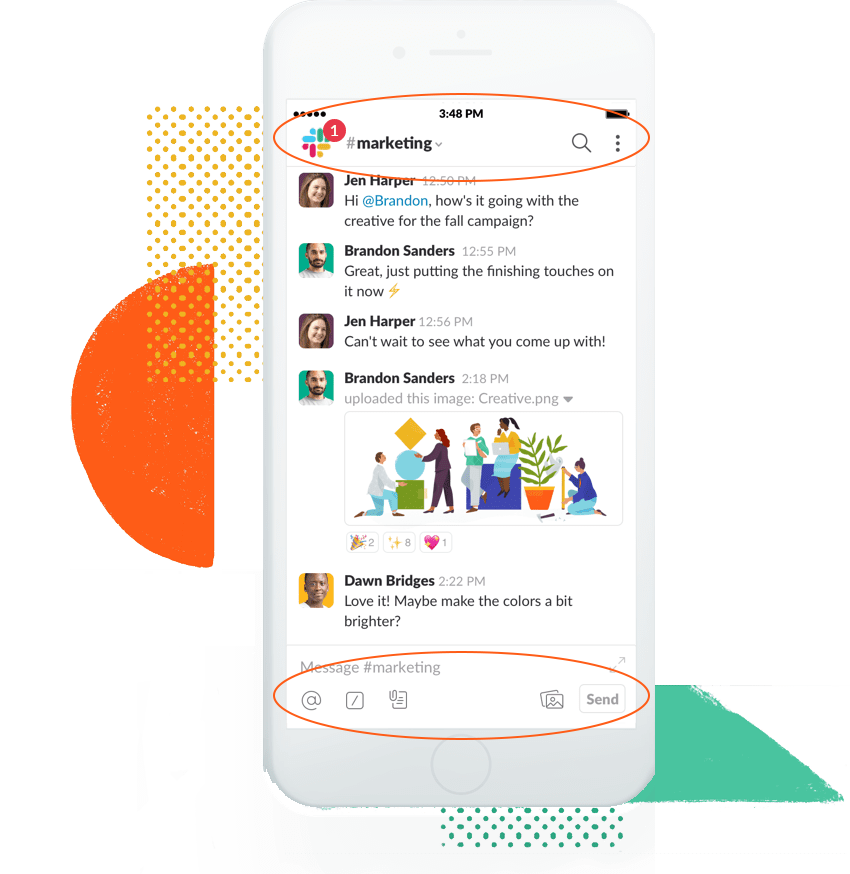 3:48 PM
1
#marketing
Jen Harper 12:50 PM
Hi @Brandon, how's it going with the
creative for the fall campaign?
Brandon Sanders 12:55 PM
Great, just putting the finishing touches on
it now ⚡
Jen Harper 12:56 PM
Can't wait to see what you come up with!
Brandon Sanders 2:18 PM
uploaded this image: Creative.png
2 8 1
Dawn Bridges 2:22 PM
Love it! Maybe make the colors a bit
brighter?
Message #marketing
@ / Send